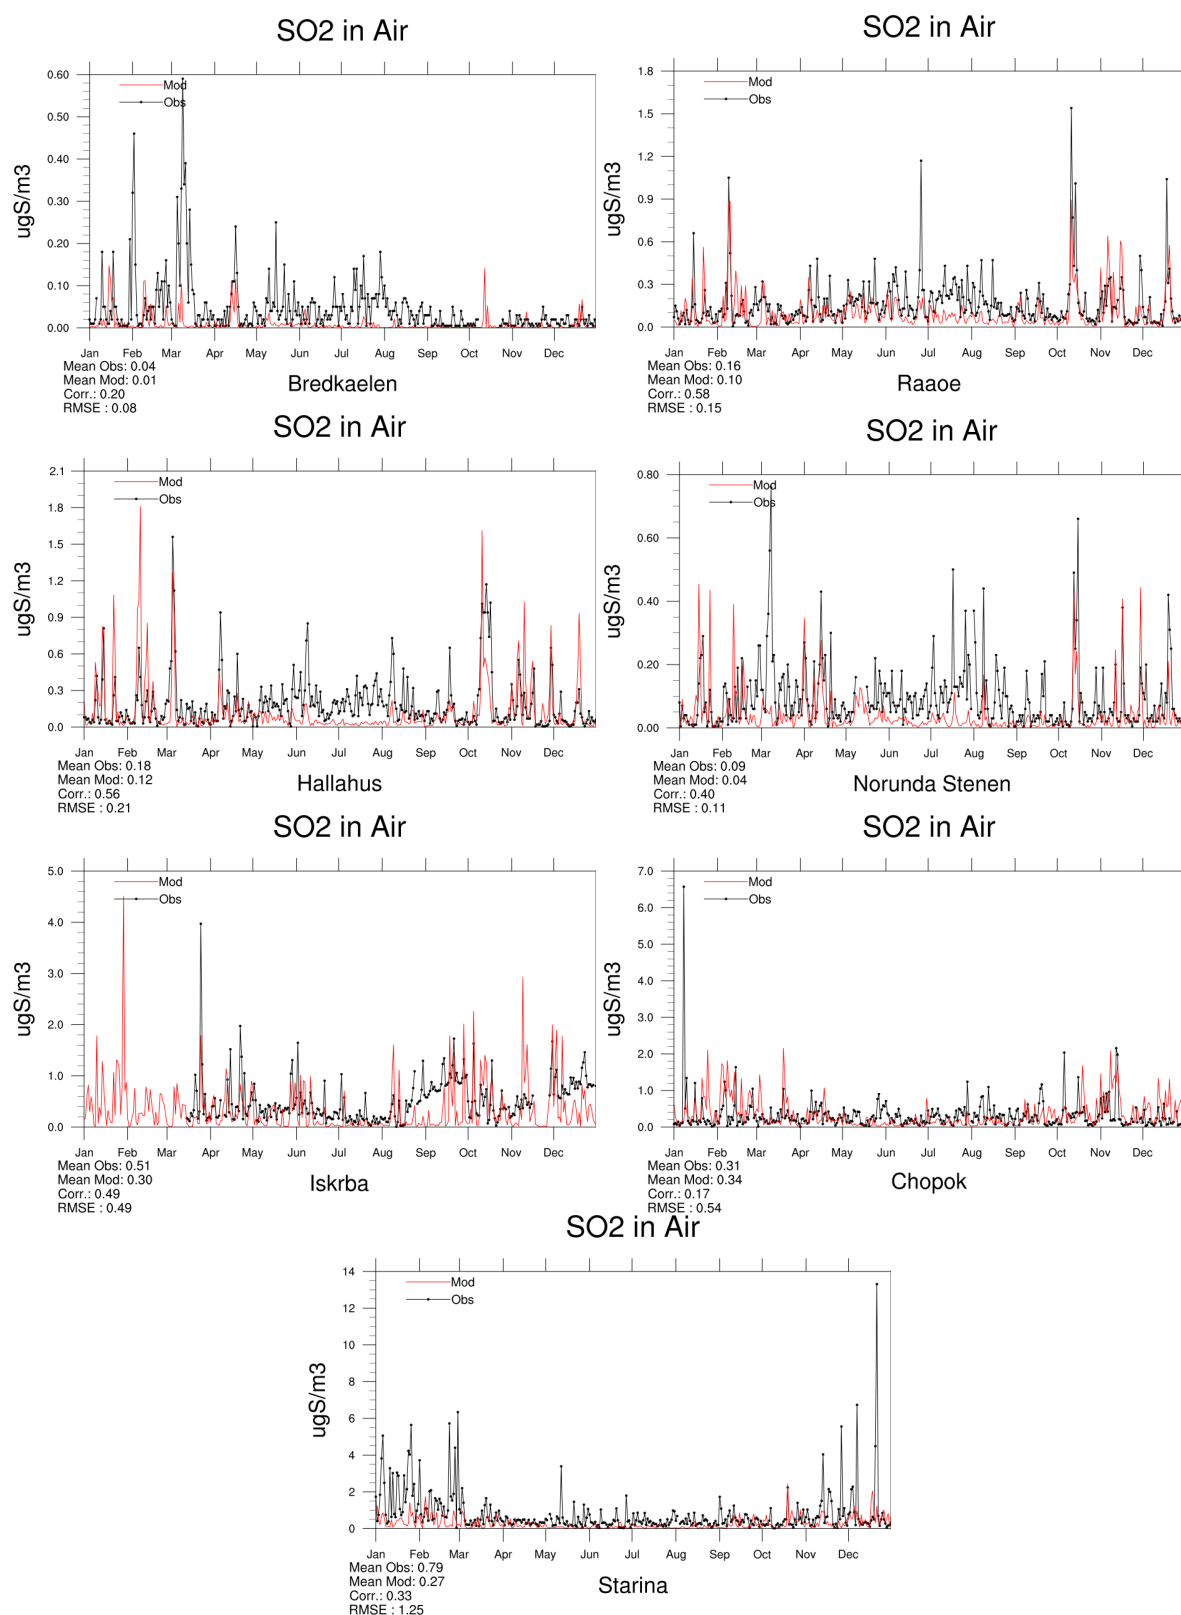 SO2 in Air
0.60
0.50
0.40
0.30
0.20
0.10
0.00
ugS/m3
Mod
Obs
Jan Feb Mar Apr May Jun Jul Aug Sep Oct Nov Dec
Mean Obs: 0.04
Mean Mod: 0.01
Corr.: 0.20
RMSE : 0.08
Bredkaelen
SO2 in Air
1.8
1.5
1.2
0.9
0.6
0.3
0.0
ugS/m3
Mod
Obs
Jan Feb Mar Apr May Jun Jul Aug Sep Oct Nov Dec
Mean Obs: 0.16
Mean Mod: 0.10
Corr.: 0.58
RMSE : 0.15
Raaoe
SO2 in Air
2.1
1.8
1.5
1.2
0.9
0.6
0.3
0.0
ugS/m3
Mod
Obs
Jan Feb Mar Apr May Jun Jul Aug Sep Oct Nov Dec
Mean Obs: 0.18
Mean Mod: 0.12
Corr.: 0.56
RMSE : 0.21
Hallahus
SO2 in Air
0.80
0.60
0.40
0.20
0.00
ugS/m3
Mod
Obs
Jan Feb Mar Apr May Jun Jul Aug Sep Oct Nov Dec
Mean Obs: 0.09
Mean Mod: 0.04
Corr.: 0.40
RMSE : 0.11
Norunda Stenen
SO2 in Air
5.0
4.0
3.0
2.0
1.0
0.0
ugS/m3
Mod
Obs
Jan Feb Mar Apr May Jun Jul Aug Sep Oct Nov Dec
Mean Obs: 0.51
Mean Mod: 0.30
Corr.: 0.49
RMSE : 0.49
Iskrba
SO2 in Air
7.0
6.0
5.0
4.0
3.0
2.0
1.0
0.0
ugS/m3
Mod
Obs
Jan Feb Mar Apr May Jun Jul Aug Sep Oct Nov Dec
Mean Obs: 0.31
Mean Mod: 0.34
Corr.: 0.17
RMSE : 0.54
Chopok
SO2 in Air
14
12
10
8
6
4
2
0
ugS/m3
Mod
Obs
Jan Feb Mar Apr May Jun Jul Aug Sep Oct Nov Dec
Mean Obs: 0.79
Mean Mod: 0.27
Corr.: 0.33
RMSE : 1.25
Starina